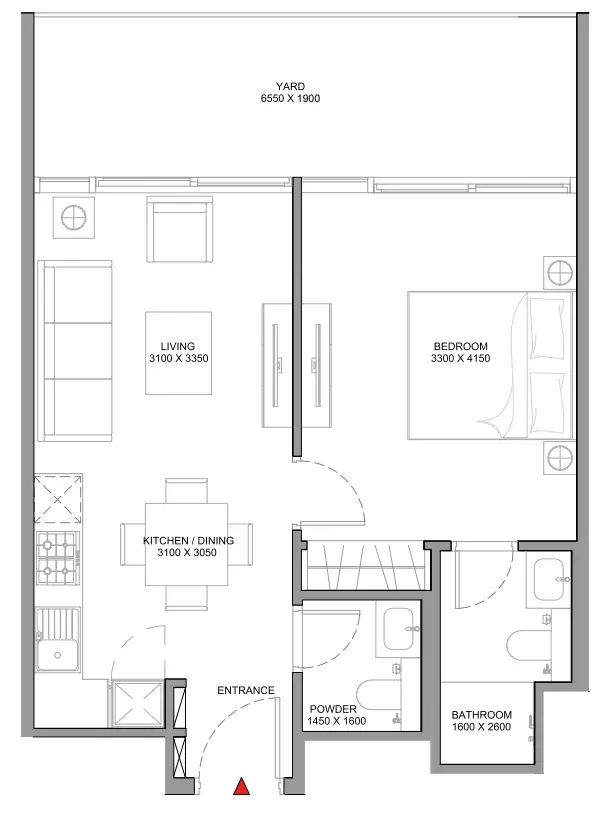 YARD
6550 X 1900
LIVING
3100 X 3350
BEDROOM
3300 X 4150
KITCHEN / DINING
3100 X 3050
ENTRANCE
POWDER
1450 X 1600
BATHROOM
1600 X 2600